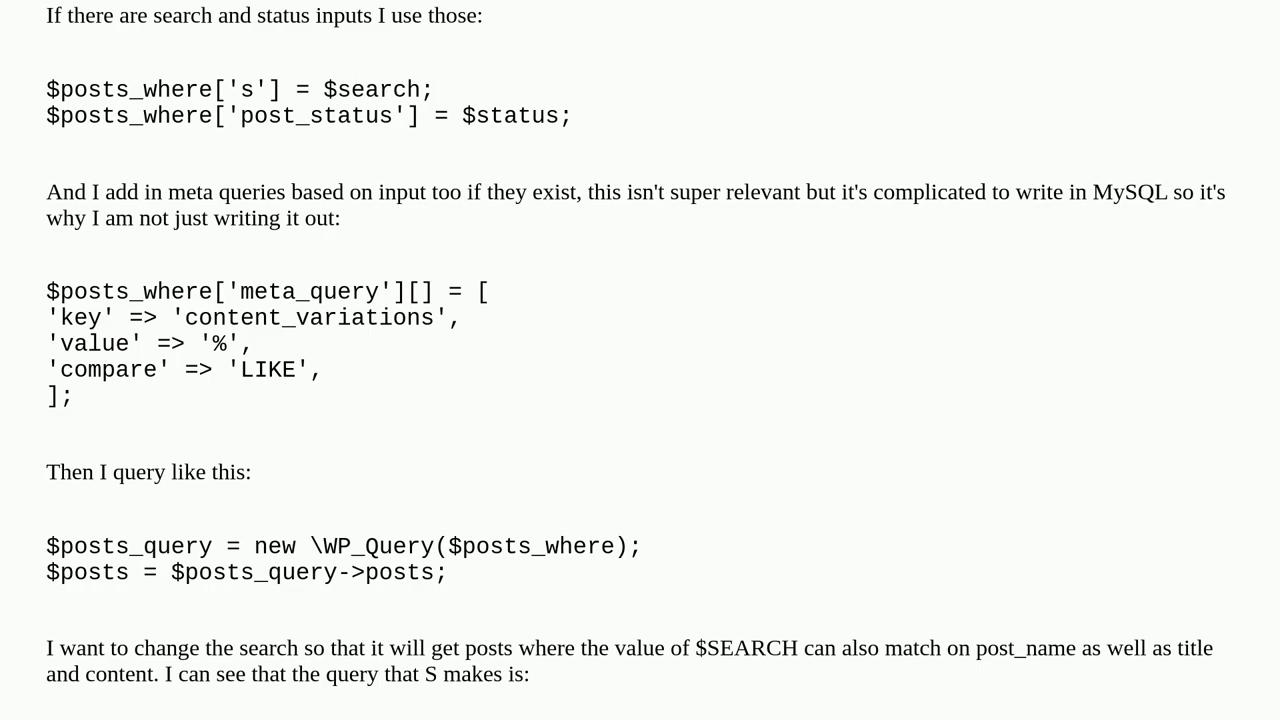 If there are search and status inputs I use those:
$posts_where['s'] = $search;
$posts_where['post_status'] = $status;
And I add in meta queries based on input too if they exist, this isn't super relevant but it's complicated to write in MySQL so it's
why I am not just writing it out:
$posts_where['meta_query'][] = [
'key' => 'content_variations',
'value' => '%',
'compare' => 'LIKE',
];
Then I query like this:
$posts_query = new \WP_Query($posts_where);
$posts = $posts_query->posts;
I want to change the search so that it will get posts where the value of $SEARCH can also match on post_name as well as title
and content. I can see that the query that S makes is: